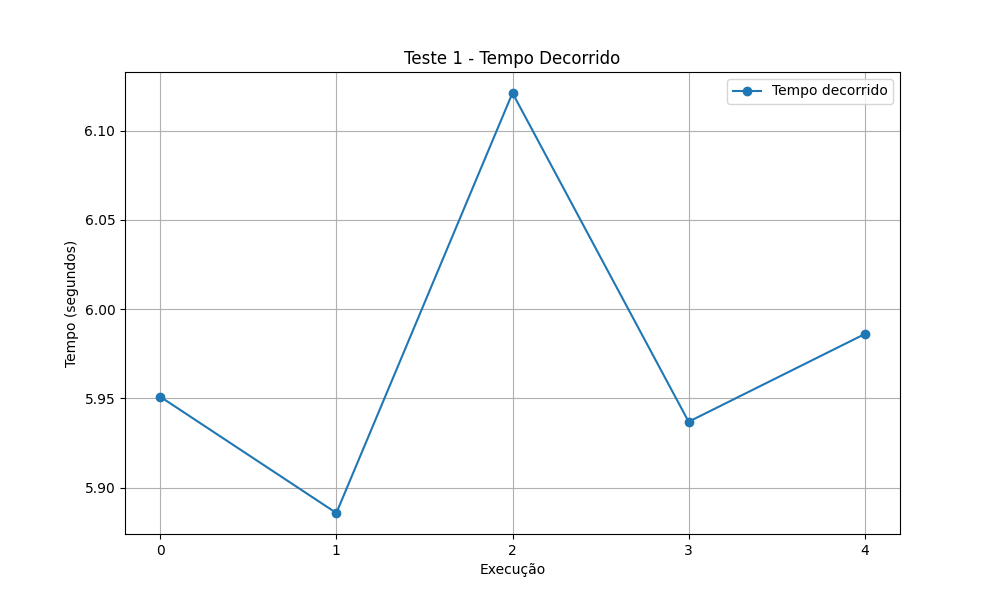 Teste 1 - Tempo Decorrido
Tempo decorrido
6.10
6.05
6.00
5.95
5.90
Tempo (segundos)
0 1 2 3 4
Execução